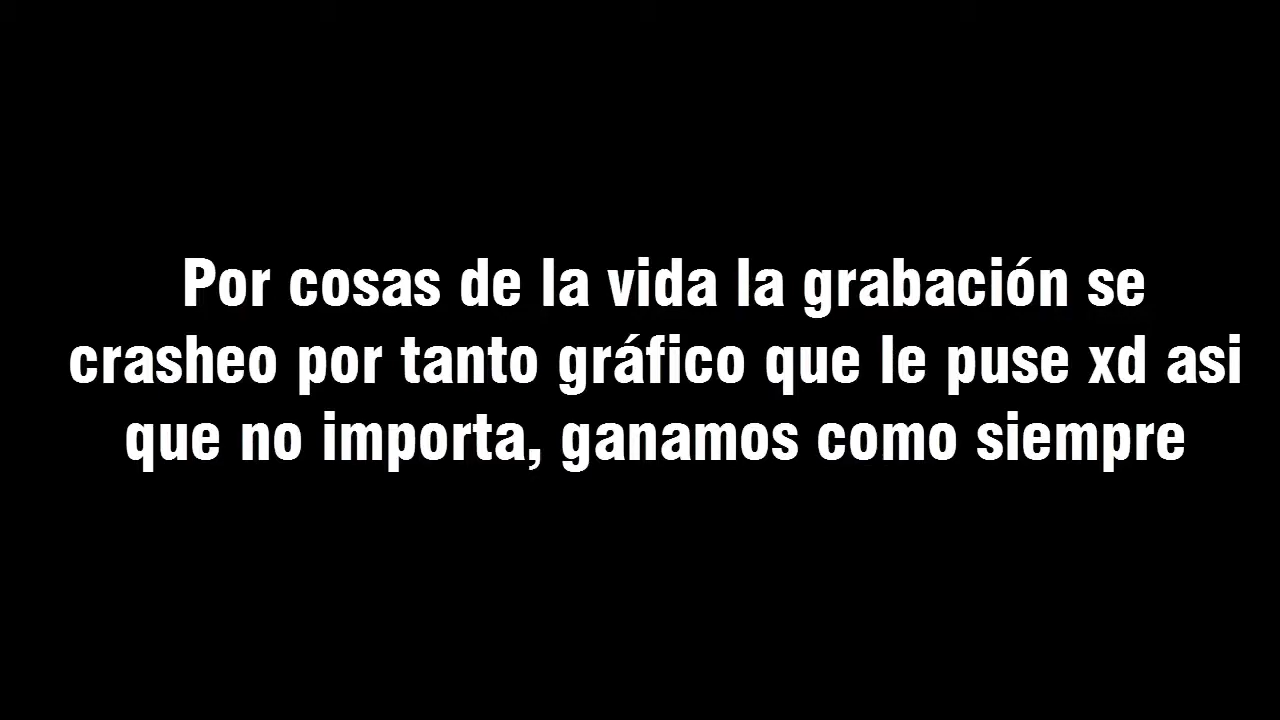 Por cosas de la vida la grabación se
crasheo por tanto gráfico que le puse xd asi
que no importa, ganamos como siempre